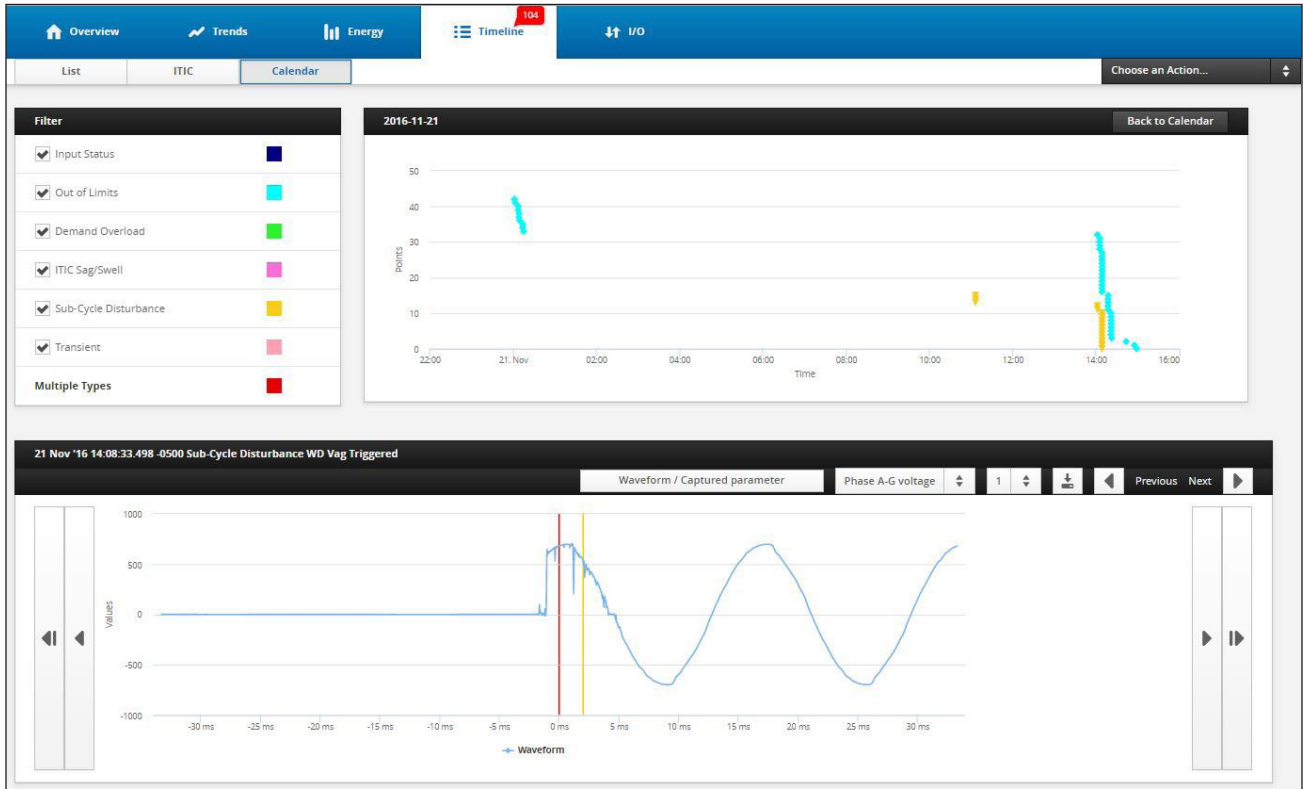 104
Overview Trends Energy Timeline I/O
List ITIC Calendar Choose an Action...
Filter
Input Status
Out of Limits
Demand Overload
ITIC Sag/Swell
Sub-Cycle Disturbance
Transient
Multiple Types
2016-11-21 Back to Calendar
50
40
30
20
10
0
Points
22:00 21. Nov 02:00 04:00 06:00 08:00 10:00 12:00 14:00 16:00
Time
21 Nov '16 14:08:33.498 -0500 Sub-Cycle Disturbance WD Vag Triggered
Waveform / Captured parameter Phase A-G voltage 1 Previous Next
1000
500
0
-500
-1000
Values
-30 ms -25 ms -20 ms -15 ms -10 ms -5 ms 0 ms 5 ms 10 ms 15 ms 20 ms 25 ms 30 ms
Waveform